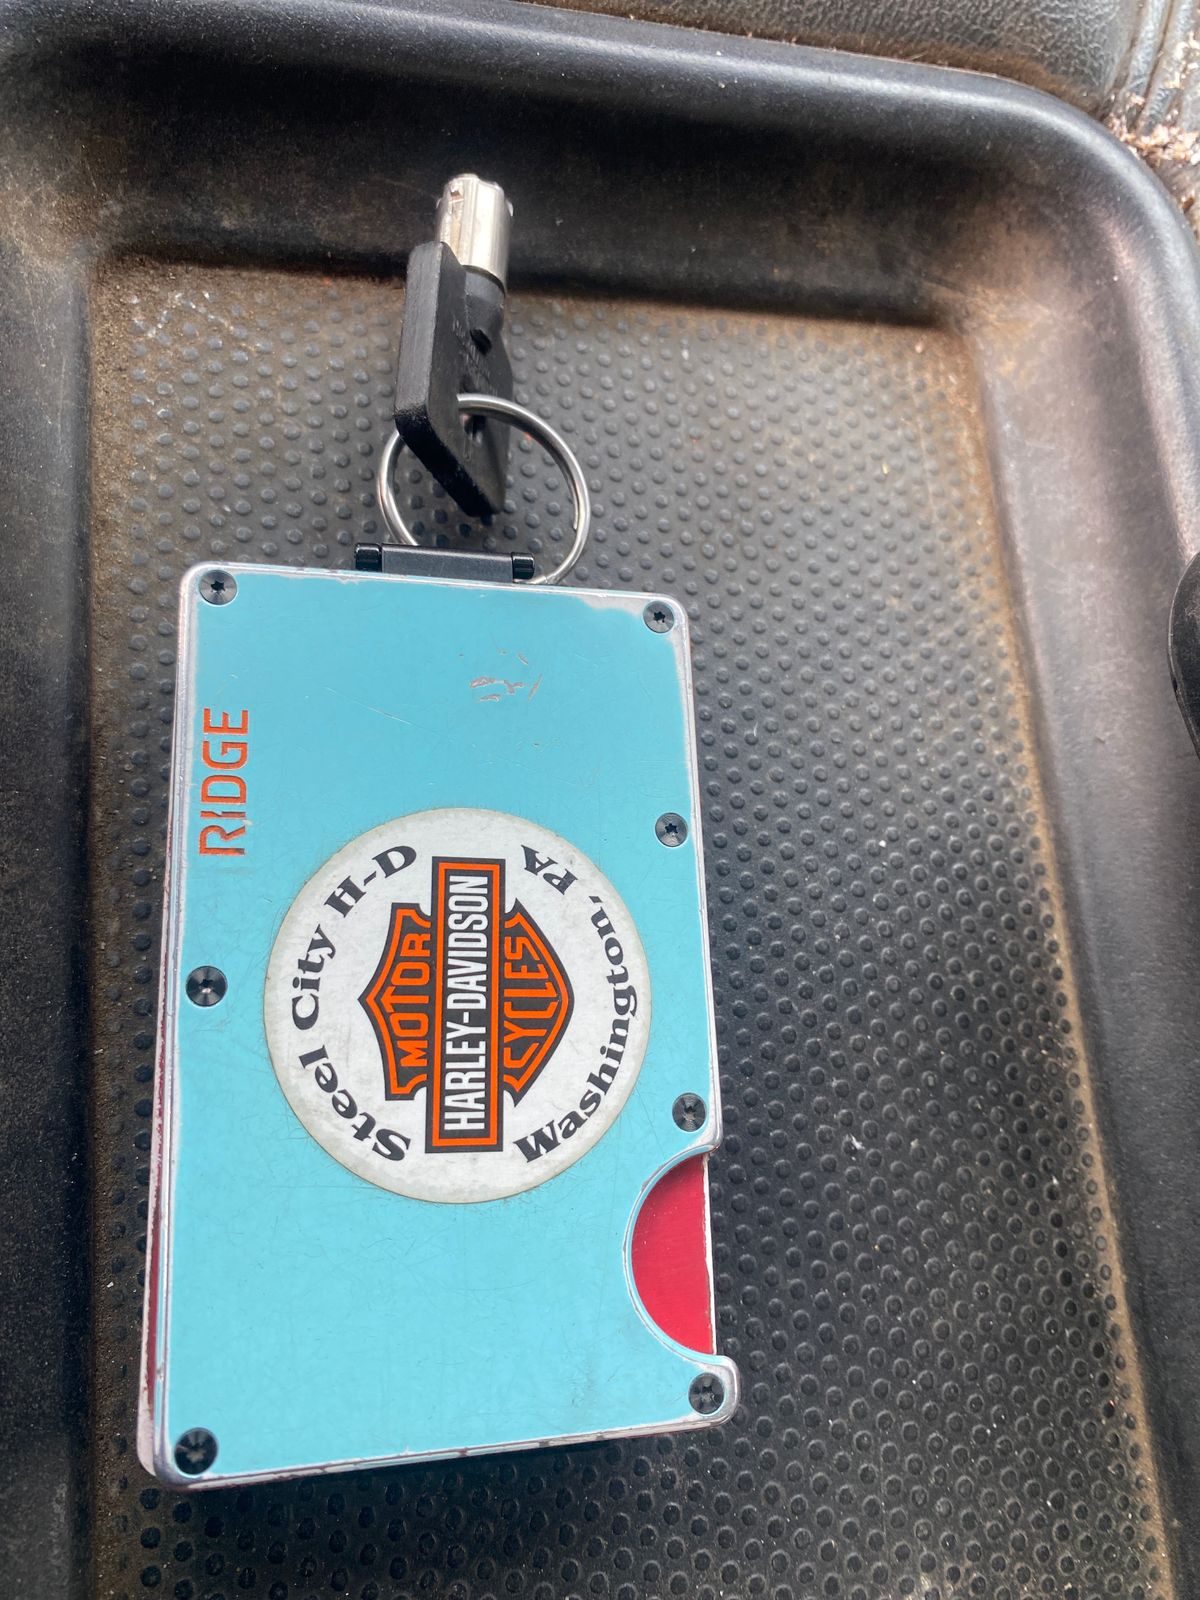 RIDGE
Steel City H-D
MOTOR
HARLEY-DAVIDSON
CYCLES
Washington, PA